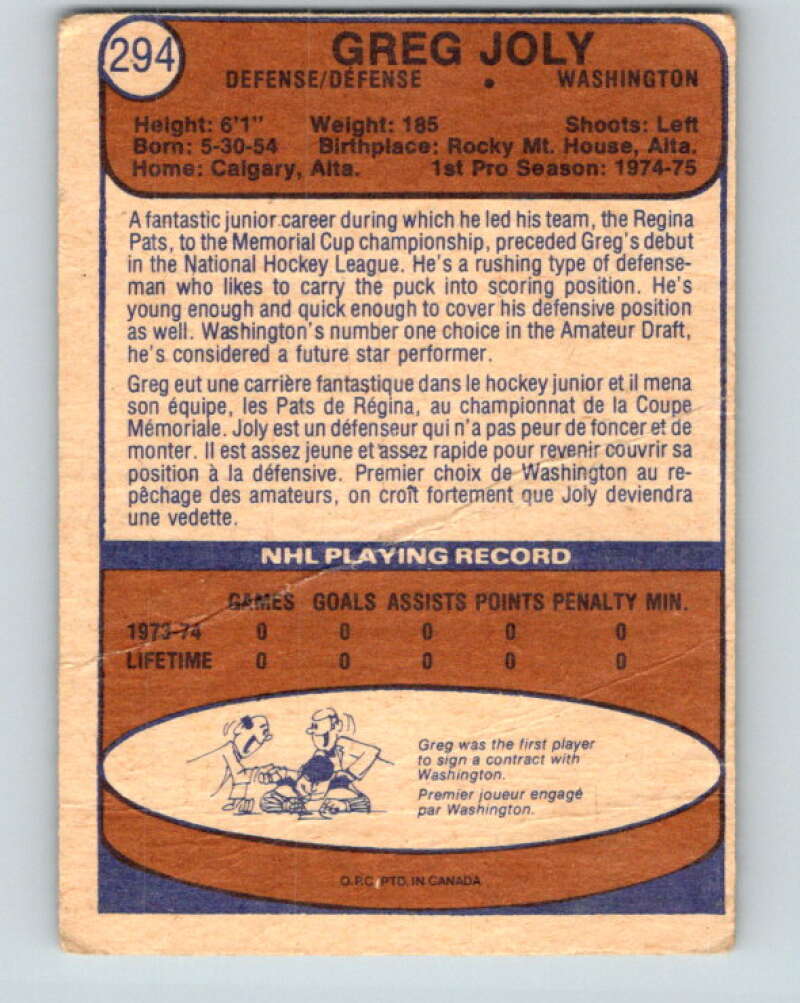 294
GREG JOLY
DEFENSE/DÉFENSE • WASHINGTON
Height: 6'1" Weight: 185 Shoots: Left
Born: 5-30-54 Birthplace: Rocky Mt. House, Alta.
Home: Calgary, Alta. 1st Pro Season: 1974-75
A fantastic junior career during which he led his team, the Regina
Pats, to the Memorial Cup championship, preceded Greg's debut
in the National Hockey League. He's a rushing type of defense-
man who likes to carry the puck into scoring position. He's
young enough and quick enough to cover his defensive position
as well. Washington's number one choice in the Amateur Draft,
he's considered a future star performer.
Greg eut une carrière fantastique dans le hockey junior et il mena
son équipe, les Pats de Régina, au championnat de la Coupe
Mémoriale. Joly est un défenseur qui n'a pas peur de foncer et de
monter. Il est assez jeune et assez rapide pour revenir couvrir sa
position à la défensive. Premier choix de Washington au re-
pêchage des amateurs, on croît fortement que Joly deviendra
une vedette.
NHL PLAYING RECORD
GAMES GOALS ASSISTS POINTS PENALTY MIN.
1973-74 0 0 0 0 0
LIFETIME 0 0 0 0 0
Greg was the first player
to sign a contract with
Washington.
Premier joueur engagé
par Washington.
O.P.C. PTD. IN CANADA